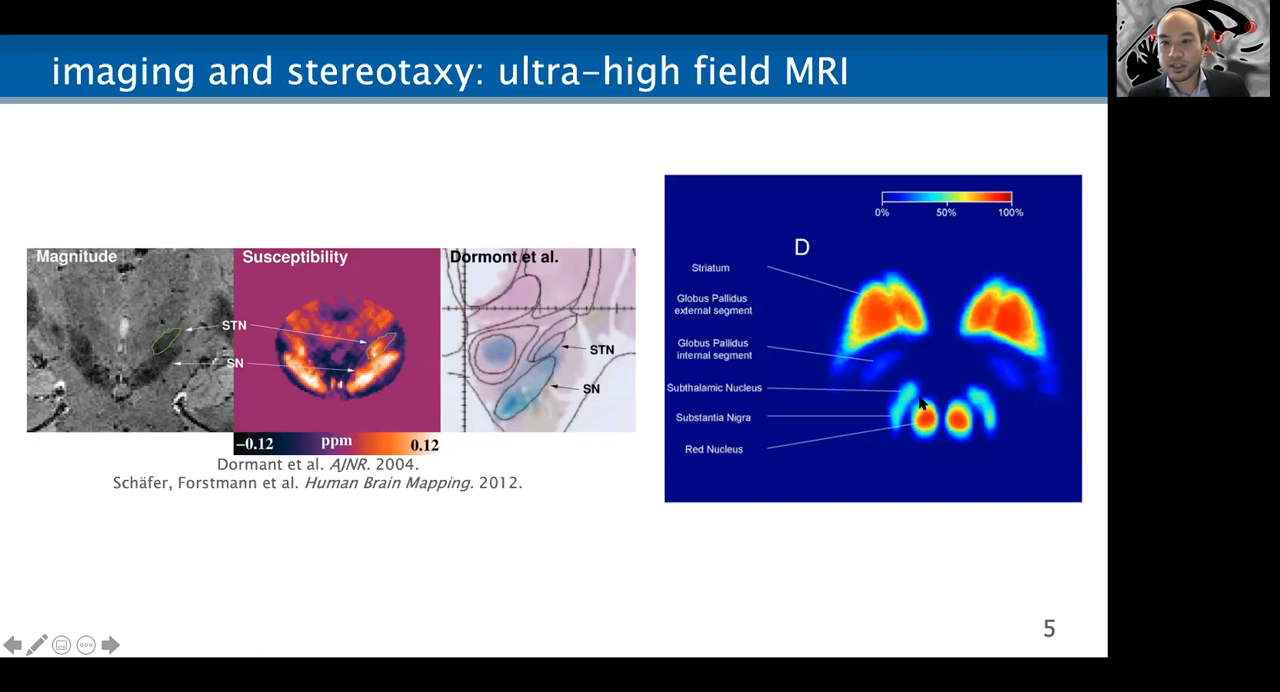 imaging and stereotaxy: ultra-high field MRI
Magnitude
Susceptibility
Dormont et al.
STN
SN
STN
SN
−0.12 ppm 0.12
Dormant et al. AJNR. 2004.
Schäfer, Forstmann et al. Human Brain Mapping. 2012.
0% 50% 100%
D
Striatum
Globus Pallidus
external segment
Globus Pallidus
internal segment
Subthalamic Nucleus
Substantia Nigra
Red Nucleus
5